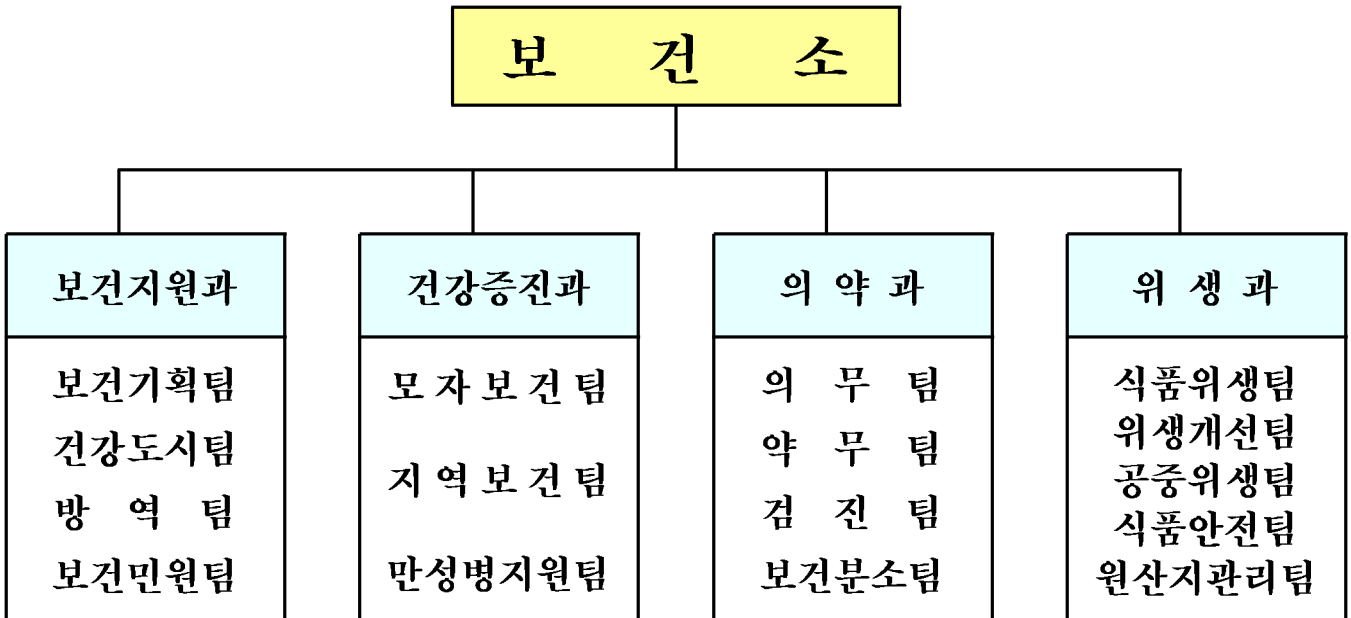 보 건 소
보건지원과
보건기획팀
건강도시팀
방 역 팀
보건민원팀
건강증진과
모 자 보 건 팀
지 역 보 건 팀
만성병지원팀
의 약 과
의 무 팀
약 무 팀
검 진 팀
보건분소팀
위 생 과
식품위생팀
위생개선팀
공중위생팀
식품안전팀
원산지관리팀